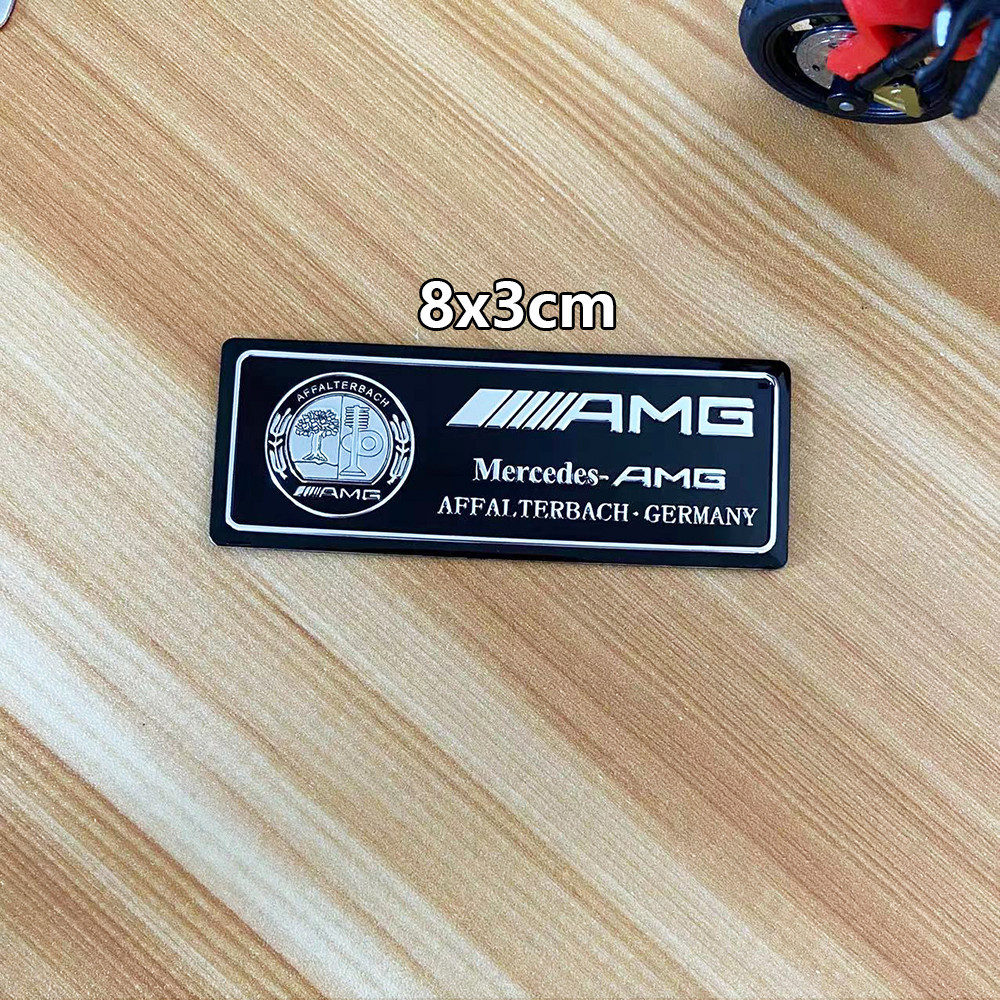 8x3cm
AFFALTERBACH
AMG
AMG
Mercedes-AMG
AFFALTERBACH·GERMANY